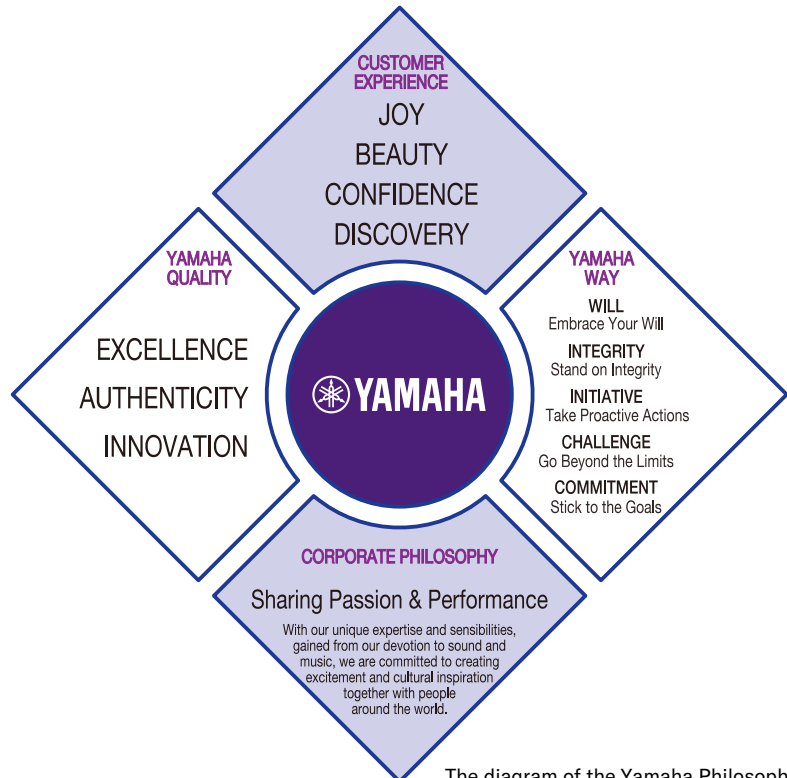 CUSTOMER
EXPERIENCE
JOY
BEAUTY
CONFIDENCE
DISCOVERY
YAMAHA
QUALITY
EXCELLENCE
AUTHENTICITY
INNOVATION
YAMAHA
YAMAHA
WAY
WILL
Embrace Your Will
INTEGRITY
Stand on Integrity
INITIATIVE
Take Proactive Actions
CHALLENGE
Go Beyond the Limits
COMMITMENT
Stick to the Goals
CORPORATE PHILOSOPHY
Sharing Passion & Performance
With our unique expertise and sensibilities,
gained from our devotion to sound and
music, we are committed to creating
excitement and cultural inspiration
together with people
around the world.
The diagram of the Yamaha Philosoph